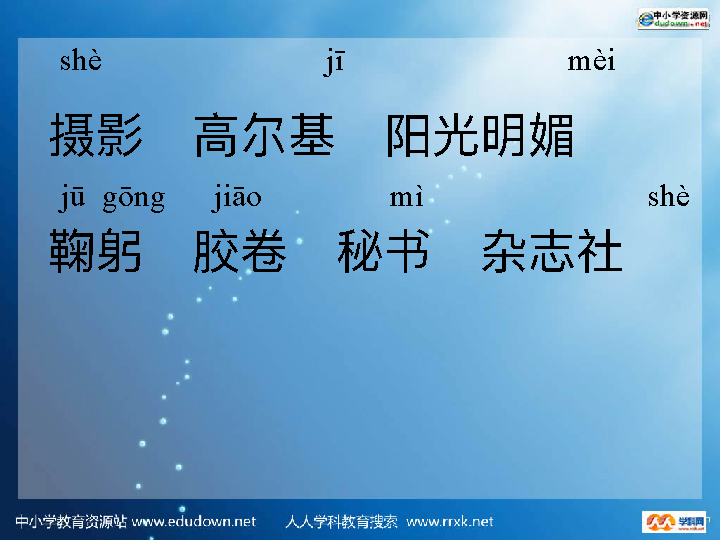 中小学资源网
edudown.net
shè jī mèi
摄影 高尔基 阳光明媚
jū gōng jiāo mì shè
鞠躬 胶卷 秘书 杂志社
中小学教育资源站 www.edudown.net 人人学科教育搜索 www.rrxk.net
学科网